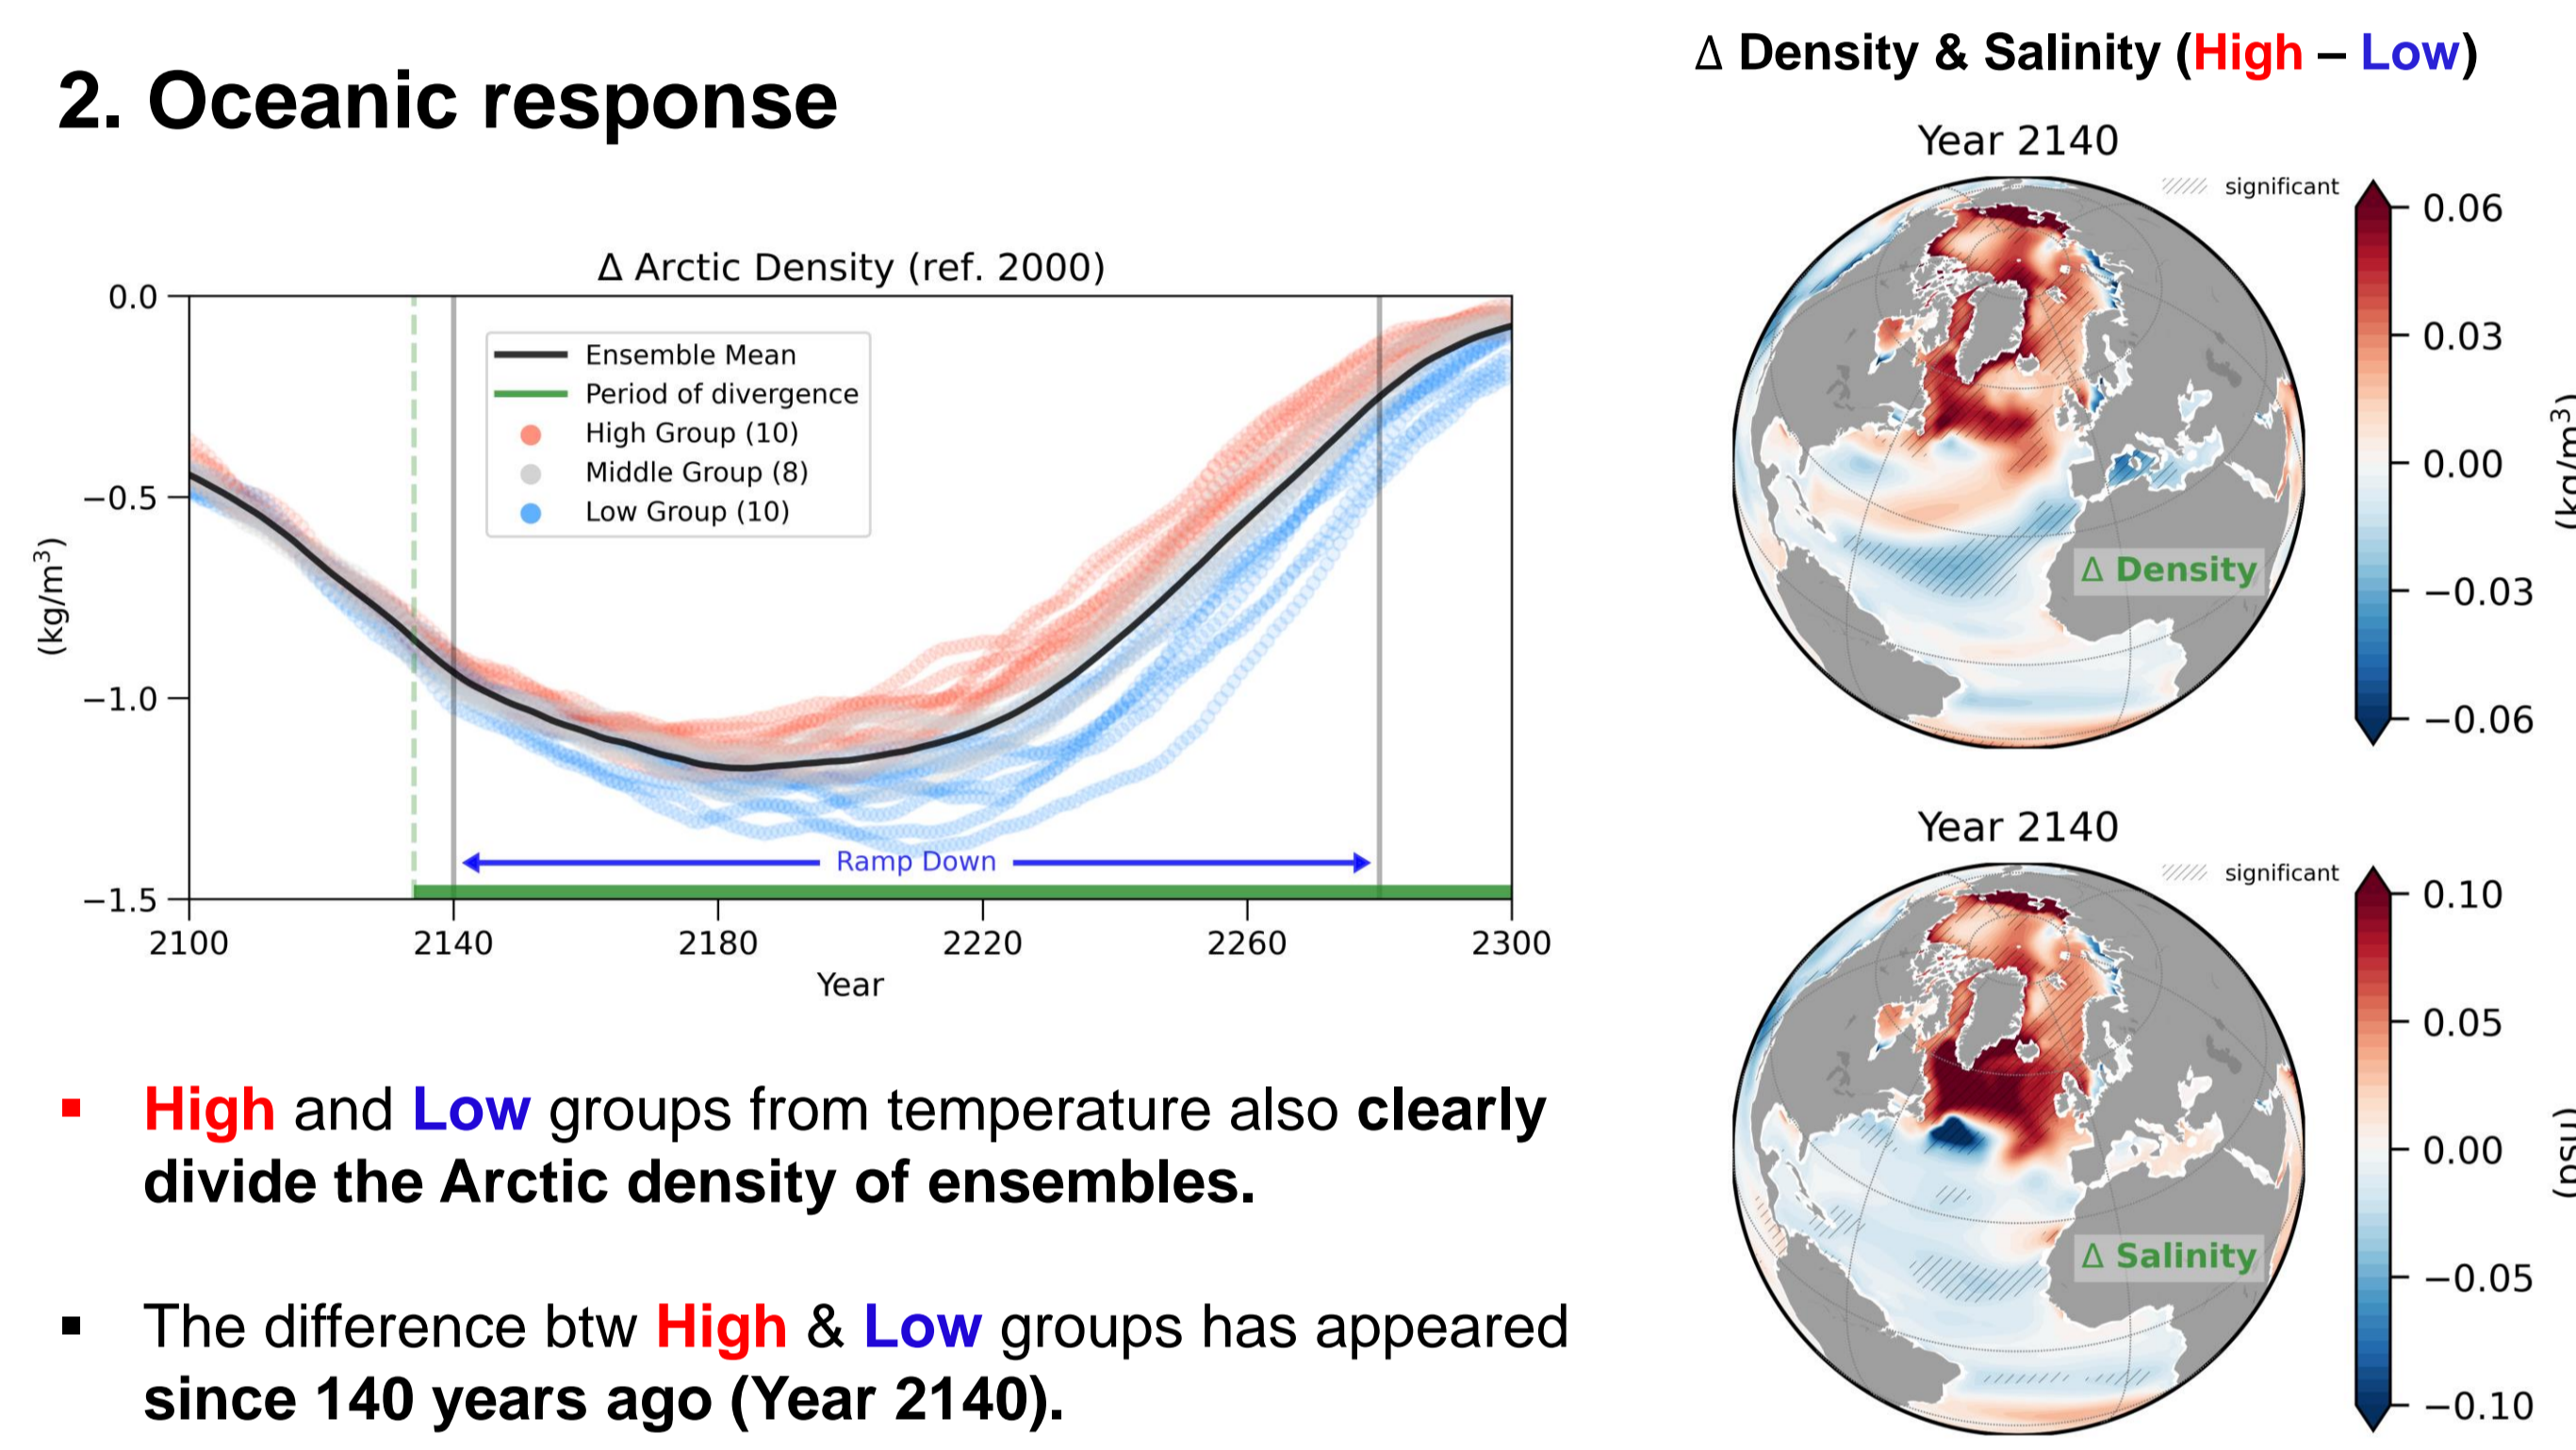 2. Oceanic response
Δ Arctic Density (ref. 2000)
(kg/m³)
0.0
−0.5
−1.0
−1.5
Ensemble Mean
Period of divergence
High Group (10)
Middle Group (8)
Low Group (10)
Ramp Down
2100 2140 2180 2220 2260 2300
Year
▪ High and Low groups from temperature also clearly
divide the Arctic density of ensembles.
▪ The difference btw High & Low groups has appeared
since 140 years ago (Year 2140).
Δ Density & Salinity (High – Low)
Year 2140
significant
Δ Density
0.06
0.03
0.00
−0.03
−0.06
(kg/m³)
Year 2140
significant
Δ Salinity
0.10
0.05
0.00
−0.05
−0.10
(psu)